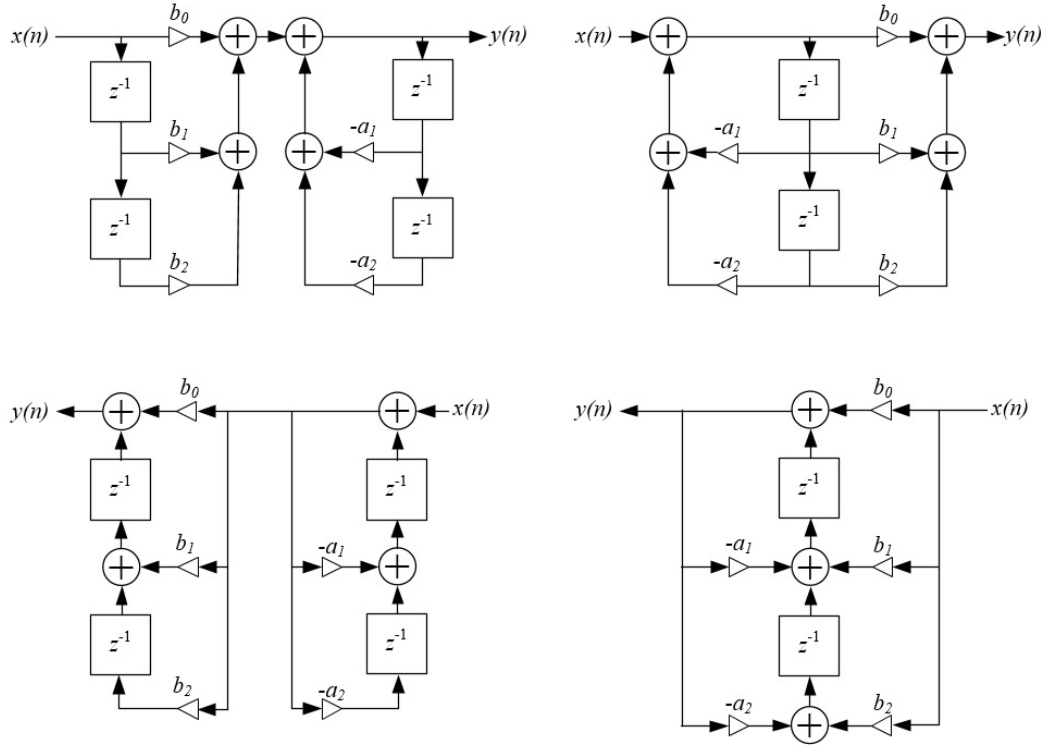 b₀ b₀
x(n) y(n) x(n) y(n)
z⁻¹ z⁻¹ z⁻¹
b₁ -a₁ -a₁ b₁
z⁻¹ z⁻¹ z⁻¹
b₂ -a₂ -a₂ b₂
b₀ b₀
y(n) x(n) y(n) x(n)
z⁻¹ z⁻¹ z⁻¹
b₁ -a₁ -a₁ b₁
z⁻¹ z⁻¹ z⁻¹
b₂ -a₂ -a₂ b₂